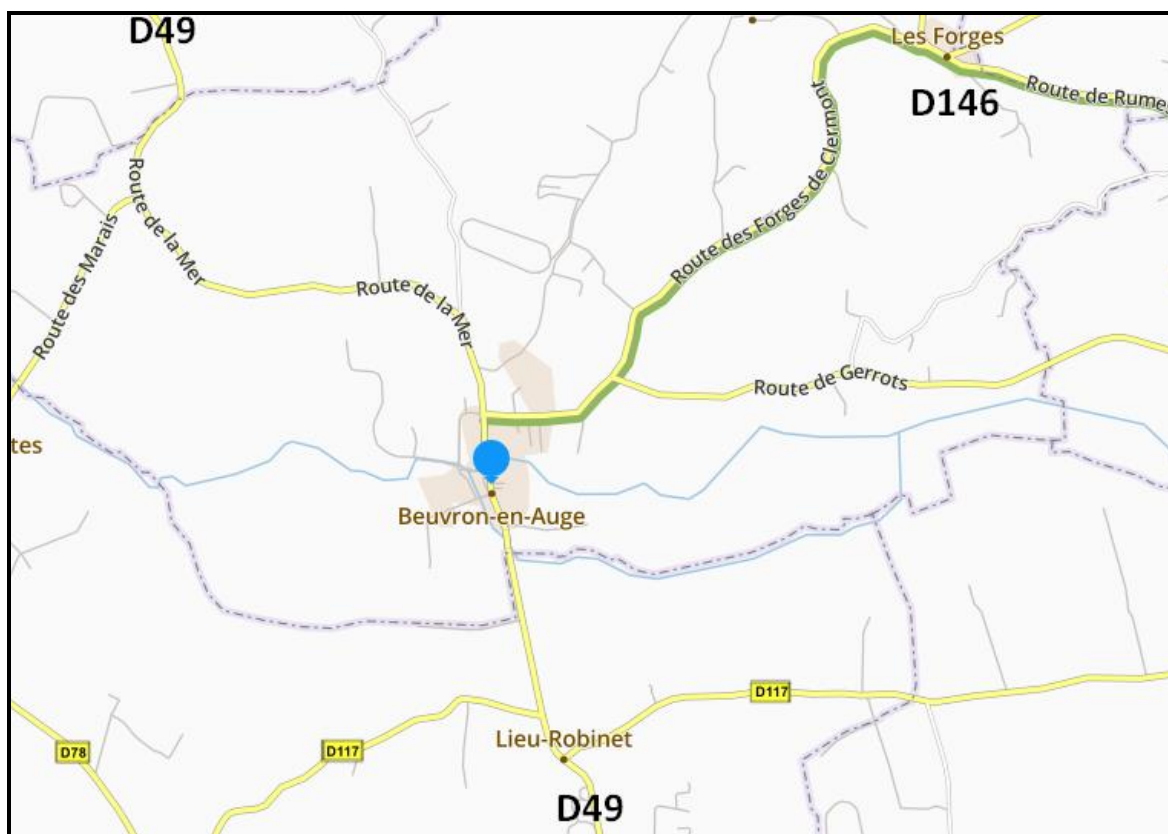 D49
Les Forges
D146
Route de Rume
Route de la Mer
Route des Forges de Clermont
Route des Marais
Route de la Mer
Route de Gerrots
tes
Beuvron-en-Auge
D117
Lieu-Robinet
D78
D117
D49